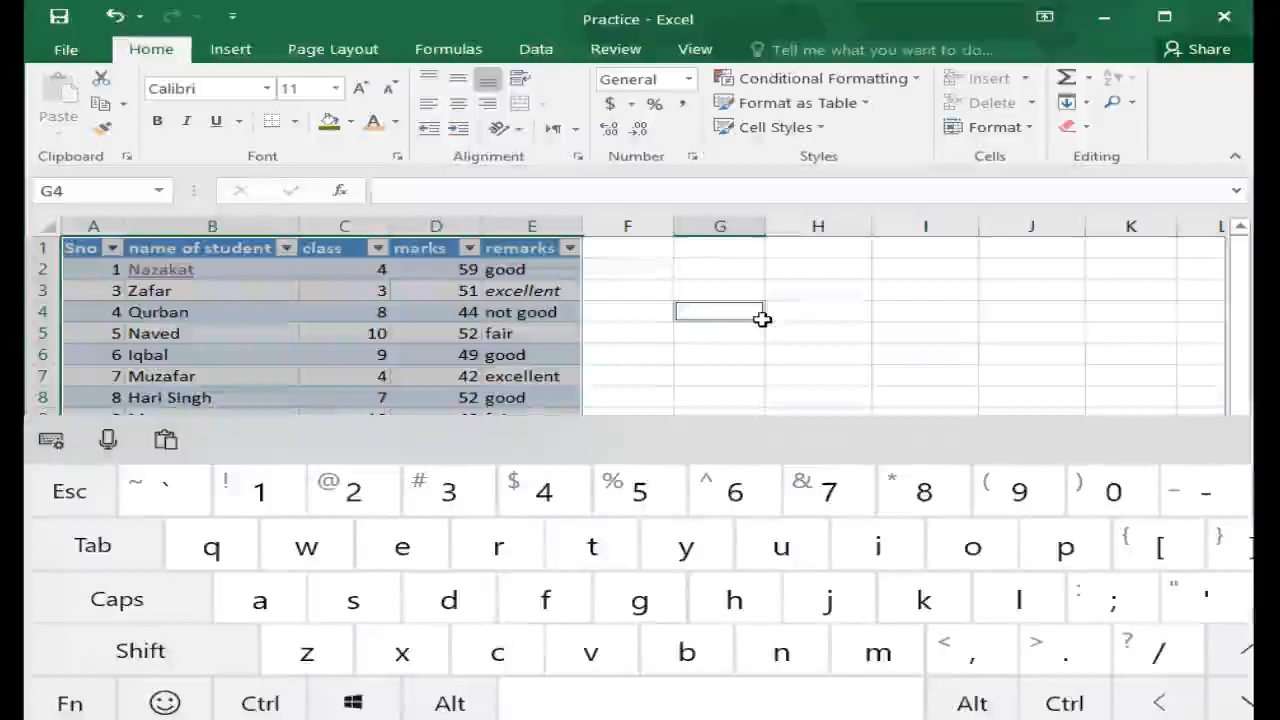 Practice - Excel
File Home Insert Page Layout Formulas Data Review View Tell me what you want to do... Share
Paste
Calibri 11 A A
B I U A
General
$ % ,
Conditional Formatting
Format as Table
Cell Styles
Insert
Delete
Format
Clipboard Font Alignment Number Styles Cells Editing
G4 fx
A B C D E F G H I J K L
1 Sno name of student class marks remarks
2 1 Nazakat 4 59 good
3 3 Zafar 3 51 excellent
4 4 Qurban 8 44 not good
5 5 Naved 10 52 fair
6 6 Iqbal 9 49 good
7 7 Muzafar 4 42 excellent
8 8 Hari Singh 7 52 good
Esc ~ ` ! 1 @ 2 # 3 $ 4 % 5 ^ 6 & 7 * 8 ( 9 ) 0 _ -
Tab q w e r t y u i o p { [ }
Caps a s d f g h j k l : ; " '
Shift z x c v b n m < , > . ? /
Fn Ctrl Alt Alt Ctrl <